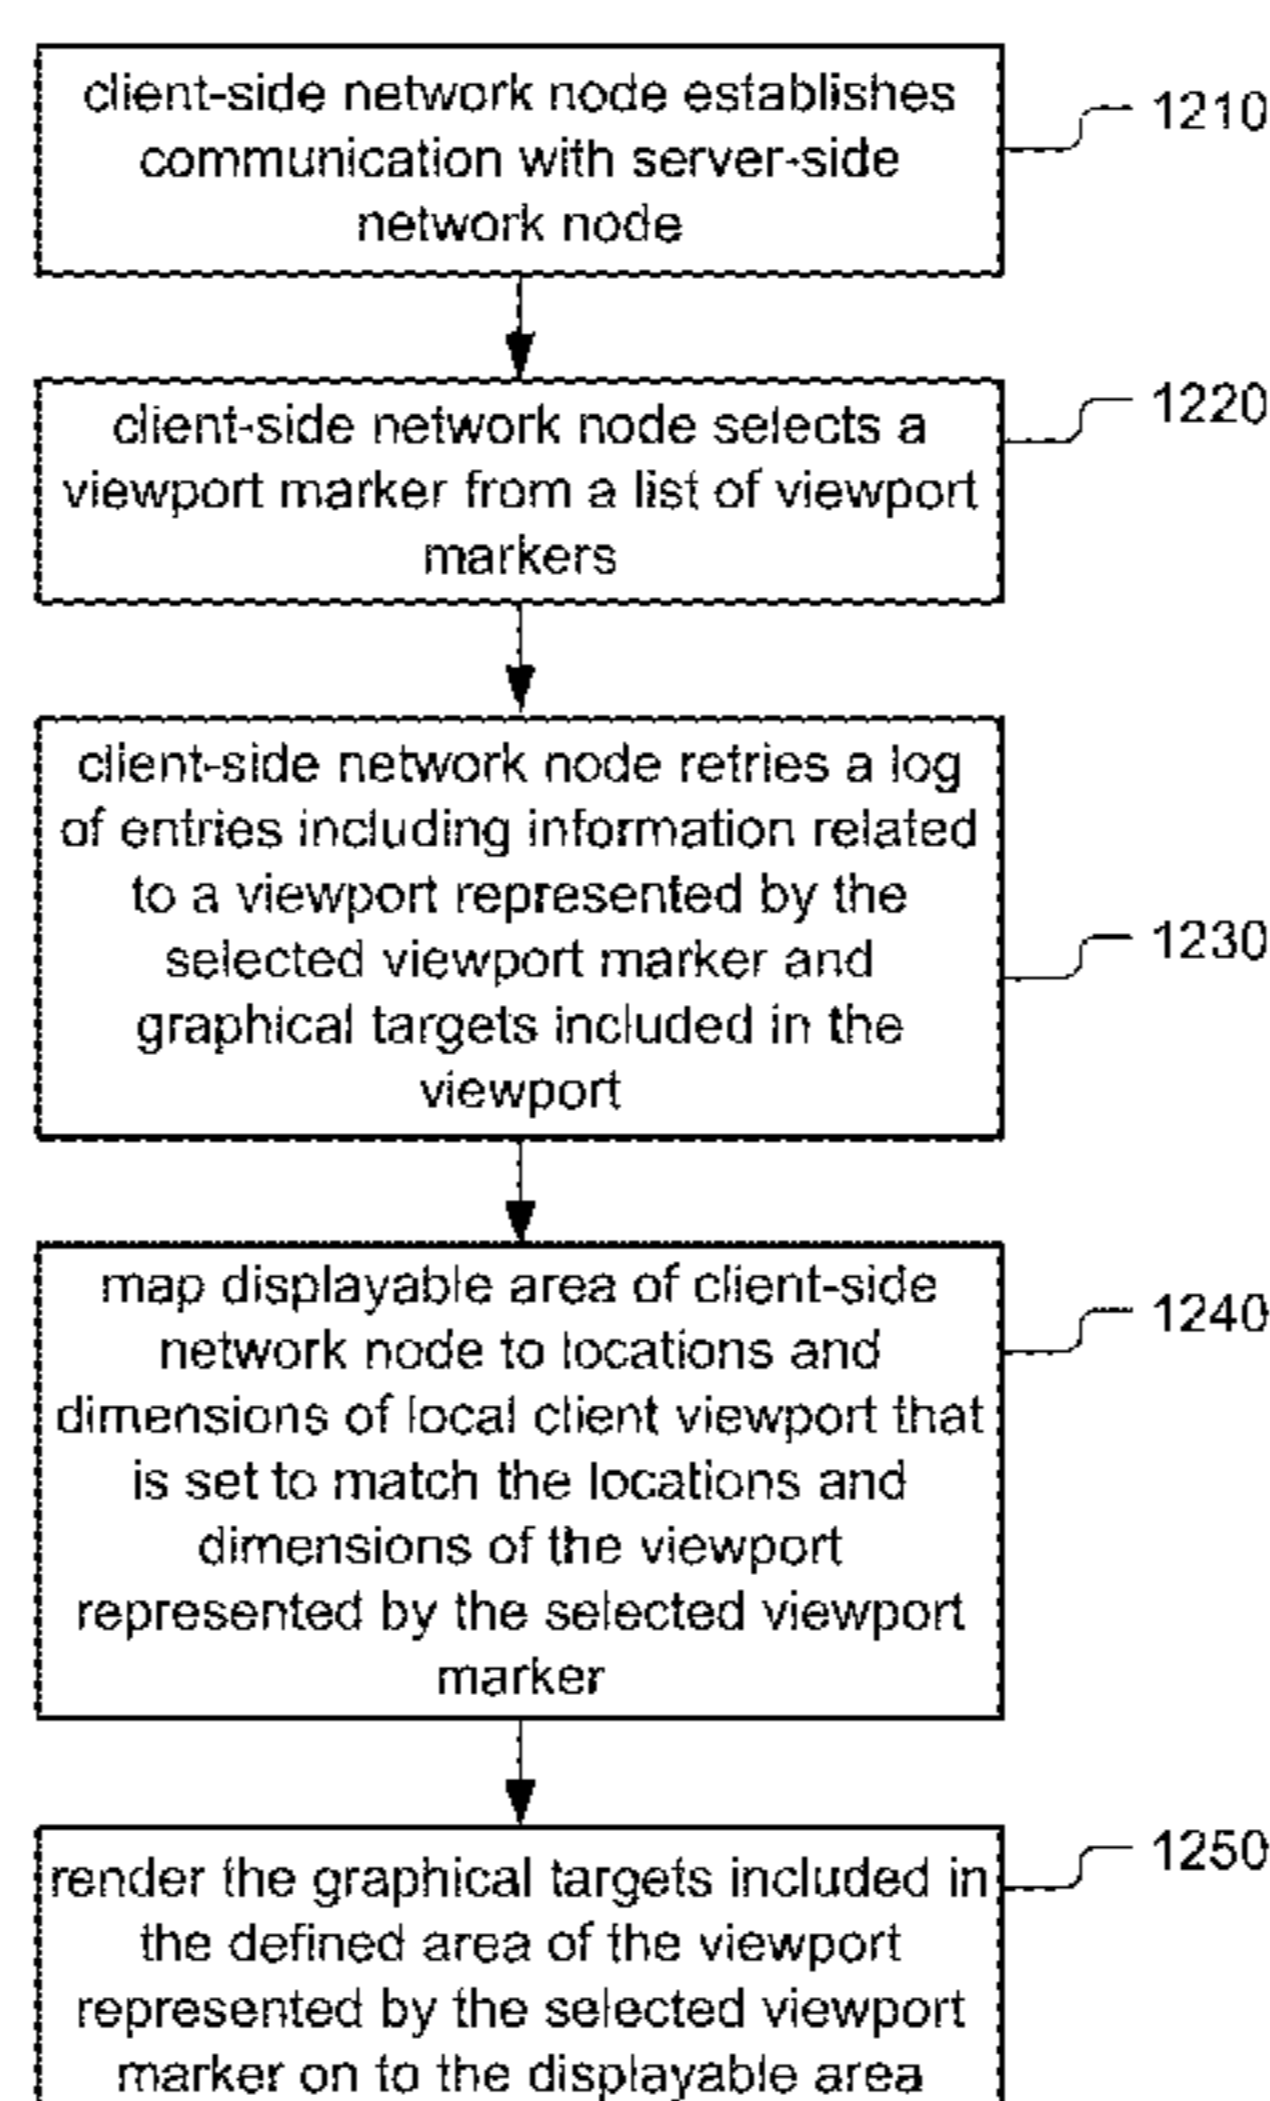 client-side network node establishes
communication with server-side
network node
1210
client-side network node selects a
viewport marker from a list of viewport
markers
1220
client-side network node retries a log
of entries including information related
to a viewport represented by the
selected viewport marker and
graphical targets included in the
viewport
1230
map displayable area of client-side
network node to locations and
dimensions of local client viewport that
is set to match the locations and
dimensions of the viewport
represented by the selected viewport
marker
1240
render the graphical targets included in
the defined area of the viewport
represented by the selected viewport
marker on to the displayable area
1250